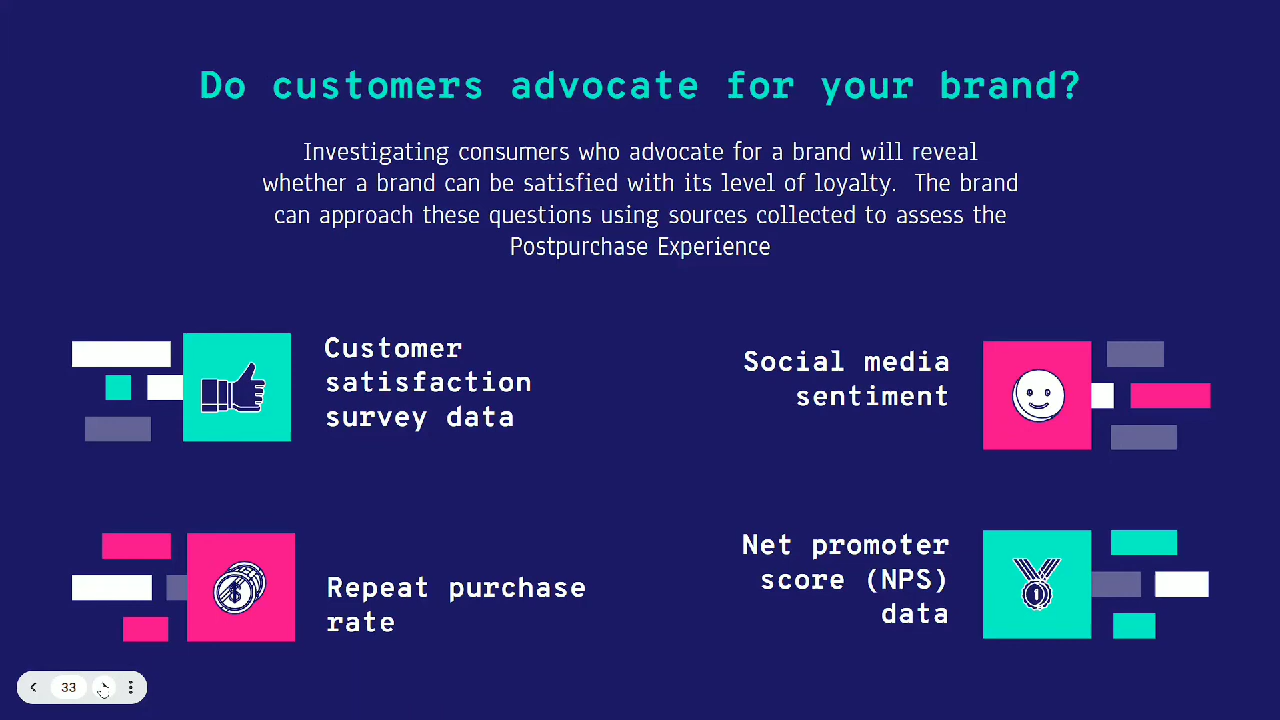 Do customers advocate for your brand?
Investigating consumers who advocate for a brand will reveal
whether a brand can be satisfied with its level of loyalty.  The brand
can approach these questions using sources collected to assess the
Postpurchase Experience
Customer
satisfaction
survey data
Social media
sentiment
Repeat purchase
rate
Net promoter
score (NPS)
data
$
1
33